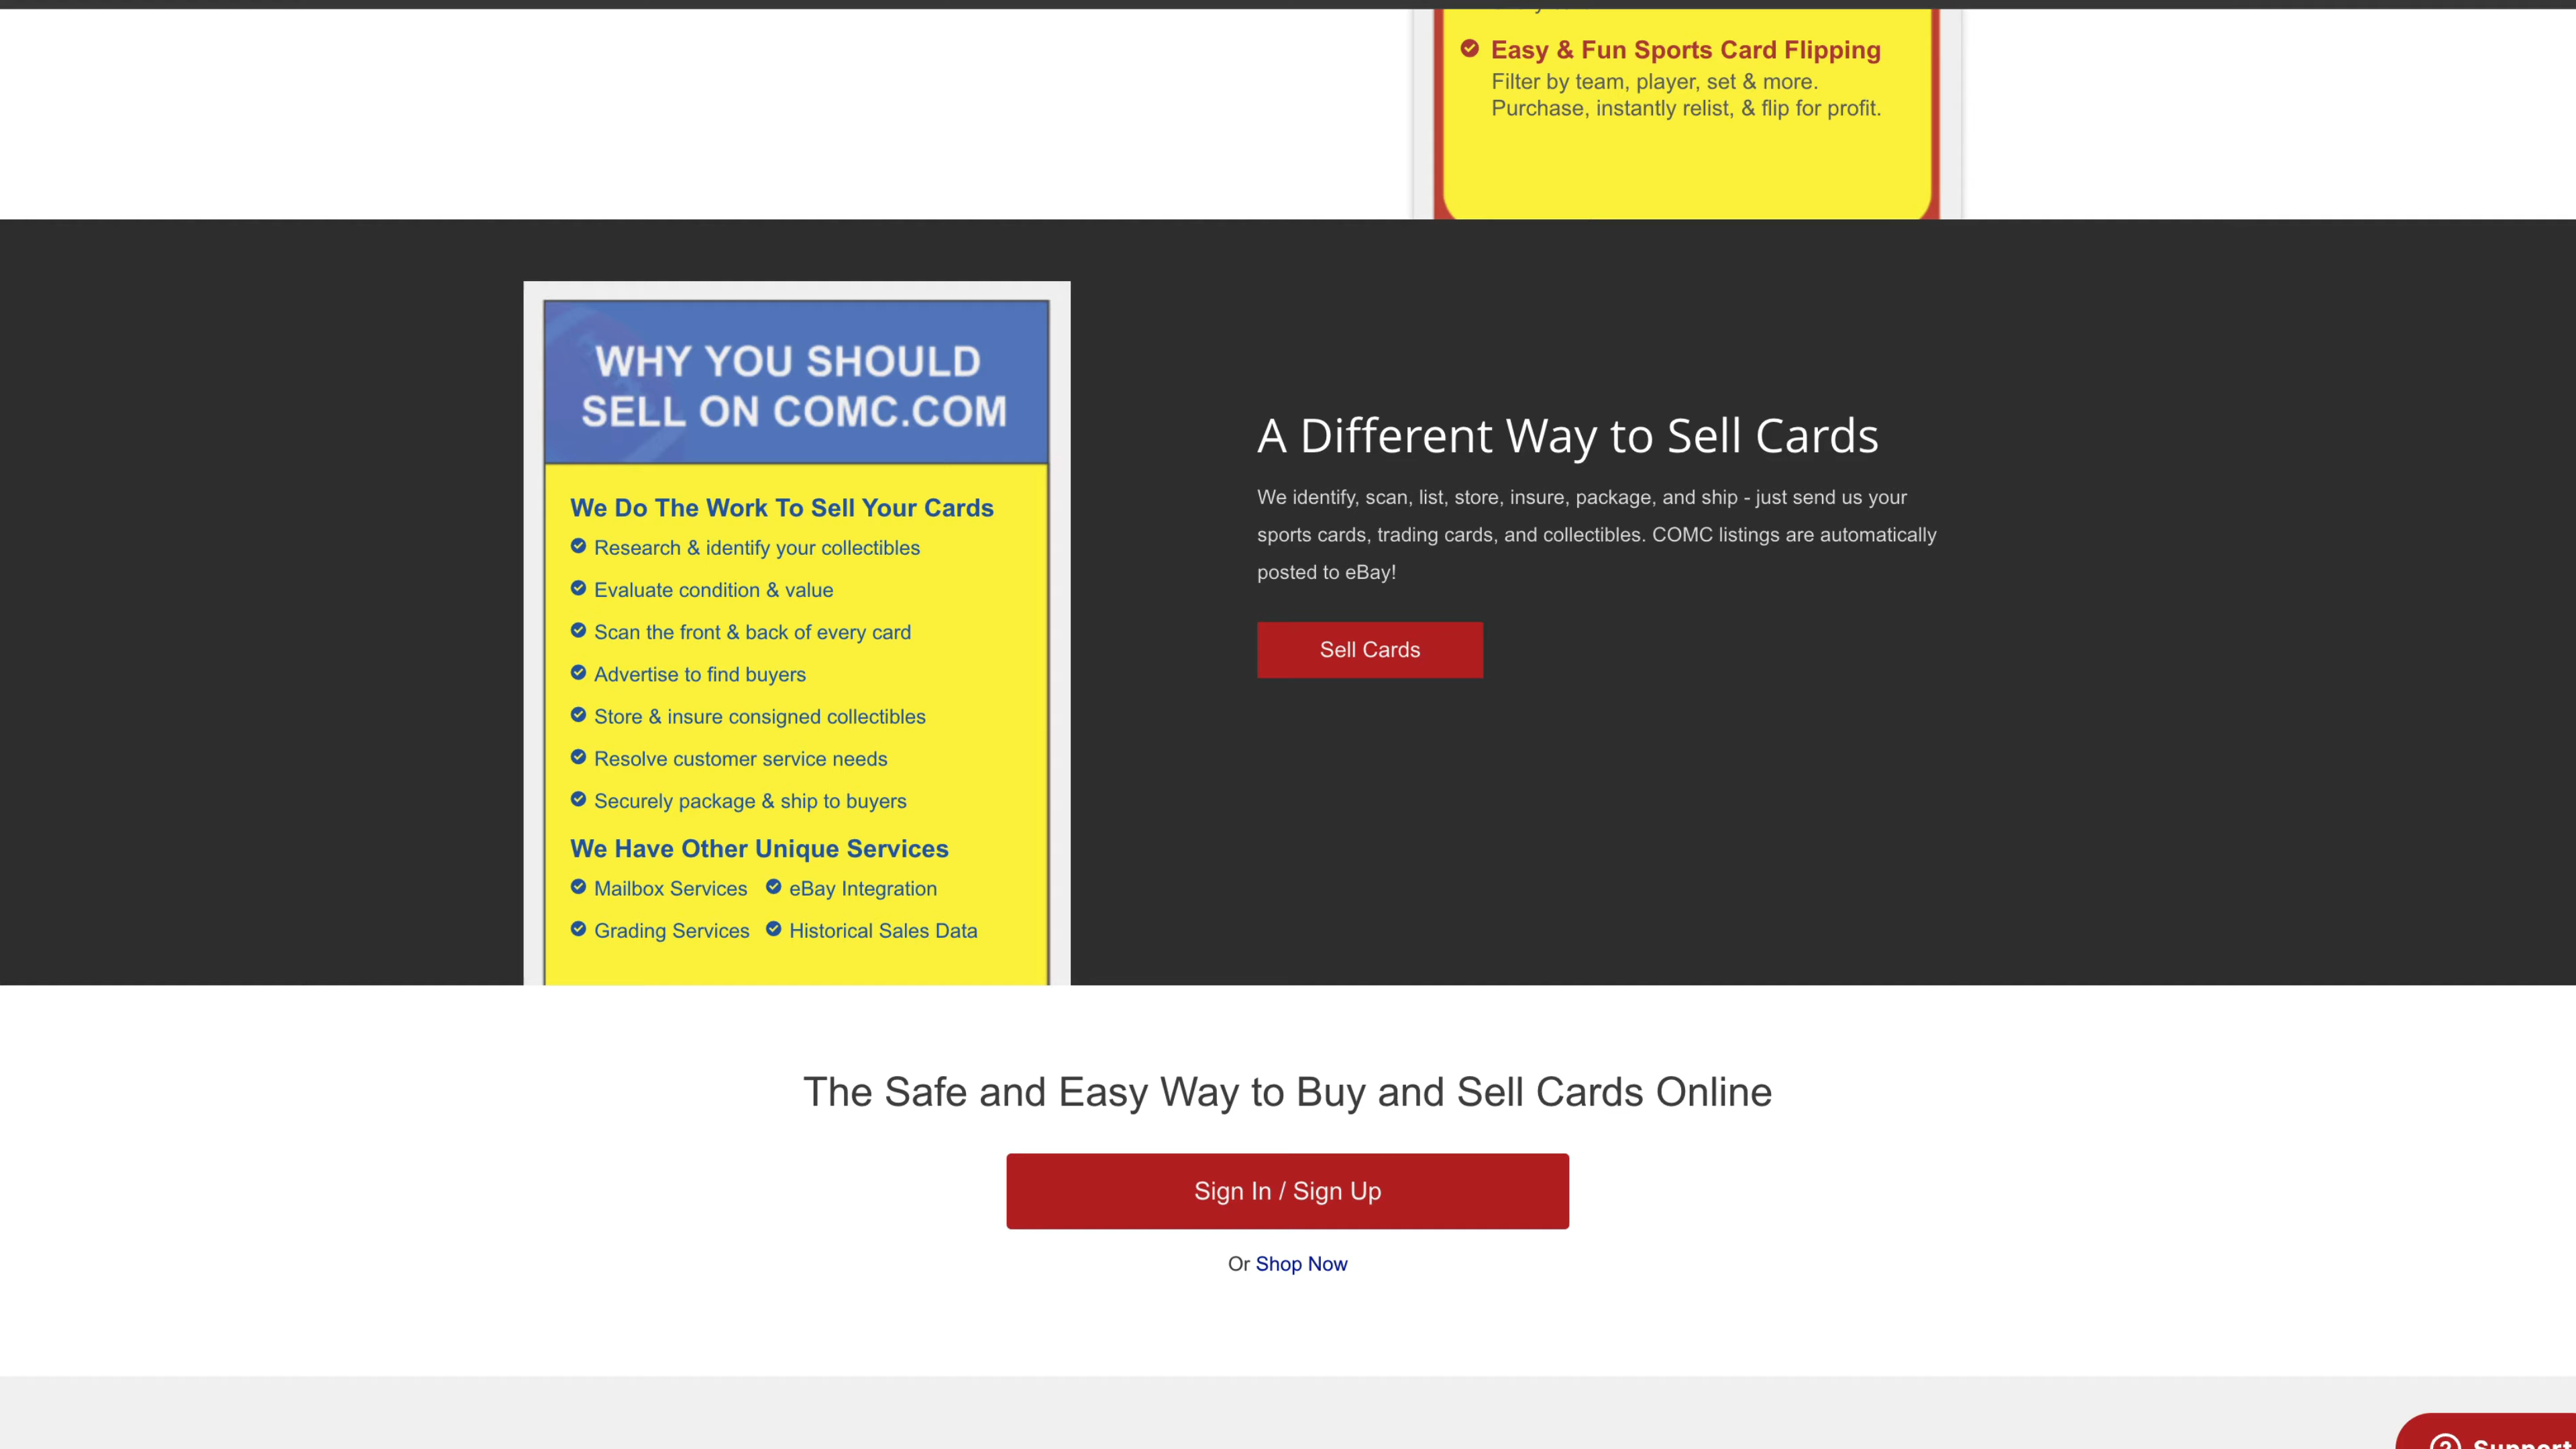 Easy & Fun Sports Card Flipping
Filter by team, player, set & more.
Purchase, instantly relist, & flip for profit.
WHY YOU SHOULD
SELL ON COMC.COM
We Do The Work To Sell Your Cards
Research & identify your collectibles
Evaluate condition & value
Scan the front & back of every card
Advertise to find buyers
Store & insure consigned collectibles
Resolve customer service needs
Securely package & ship to buyers
We Have Other Unique Services
Mailbox Services eBay Integration
Grading Services Historical Sales Data
A Different Way to Sell Cards
We identify, scan, list, store, insure, package, and ship - just send us your
sports cards, trading cards, and collectibles. COMC listings are automatically
posted to eBay!
Sell Cards
The Safe and Easy Way to Buy and Sell Cards Online
Sign In / Sign Up
Or Shop Now
Support